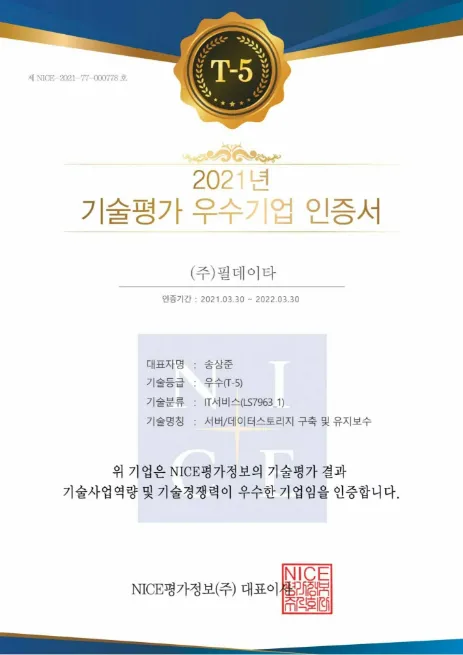 제 NICE-2021-77-000778 호
T-5
2021년
기술평가 우수기업 인증서
(주)필데이타
인증기간 : 2021.03.30 ~ 2022.03.30
대표자명 : 송상준
기술등급 : 우수(T-5)
기술분류 : IT서비스(LS7963_1)
기술명칭 : 서버/데이터스토리지 구축 및 유지보수
NICE
위 기업은 NICE평가정보의 기술평가 결과
기술사업역량 및 기술경쟁력이 우수한 기업임을 인증합니다.
NICE평가정보(주) 대표이사
NICE